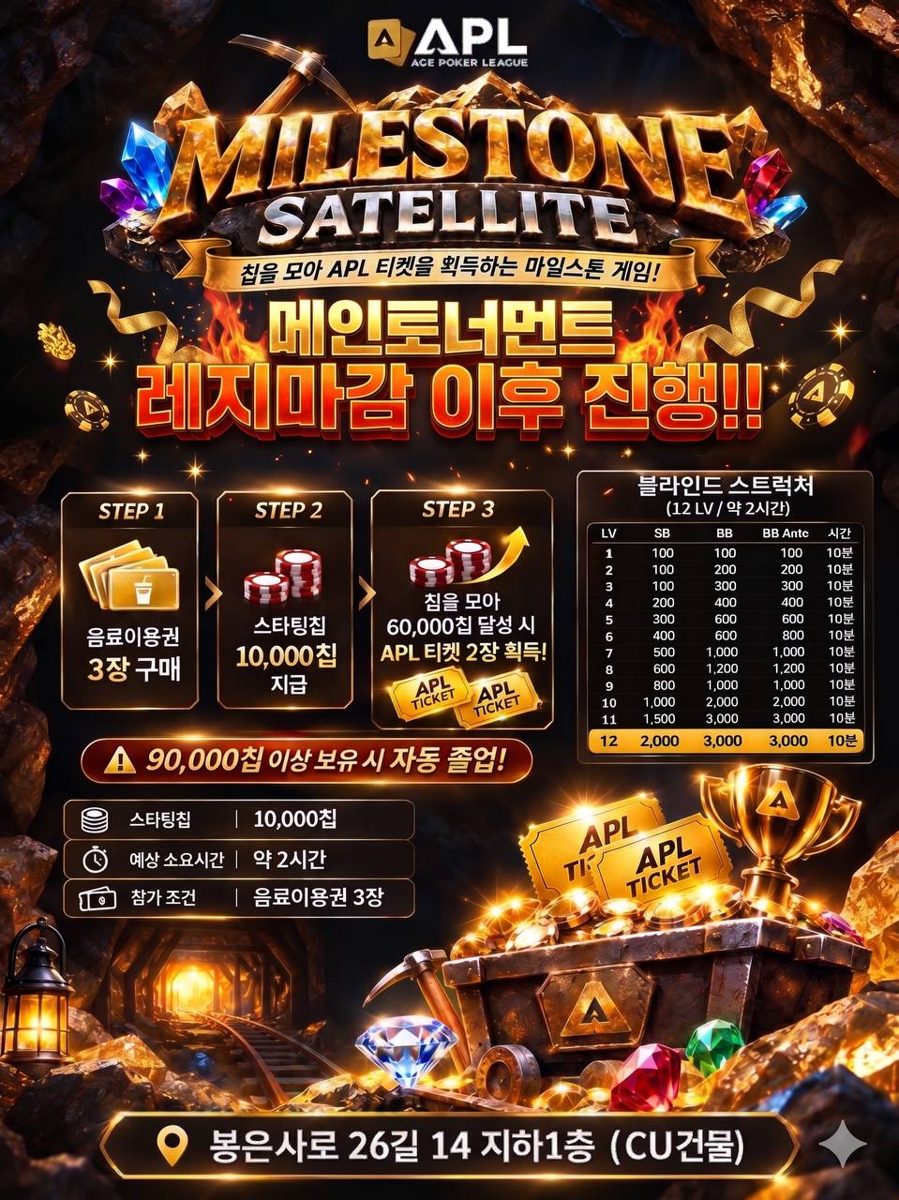 APL
ACE POKER LEAGUE
MILESTONE
SATELLITE
칩을 모아 APL 티켓을 획득하는 마일스톤 게임!
메인토너먼트
레지마감 이후 진행!!
STEP 1
음료이용권
3장 구매
STEP 2
스타팅칩
10,000칩
지급
STEP 3
칩을 모아
60,000칩 달성 시
APL 티켓 2장 획득!
APL
TICKET
APL
TICKET
블라인드 스트럭처
(12 LV / 약 2시간)
LV SB BB BB Ante 시간
1 100 100 100 10분
2 100 200 200 10분
3 100 300 300 10분
4 200 400 400 10분
5 300 600 600 10분
6 400 600 800 10분
7 500 1,000 1,000 10분
8 600 1,200 1,200 10분
9 800 1,000 1,000 10분
10 1,000 2,000 2,000 10분
11 1,500 3,000 3,000 10분
12 2,000 3,000 3,000 10분
90,000칩 이상 보유 시 자동 졸업!
스타팅칩 | 10,000칩
예상 소요시간 | 약 2시간
참가 조건 | 음료이용권 3장
APL
TI
APL
TICKET
봉은사로 26길 14 지하1층 (CU건물)